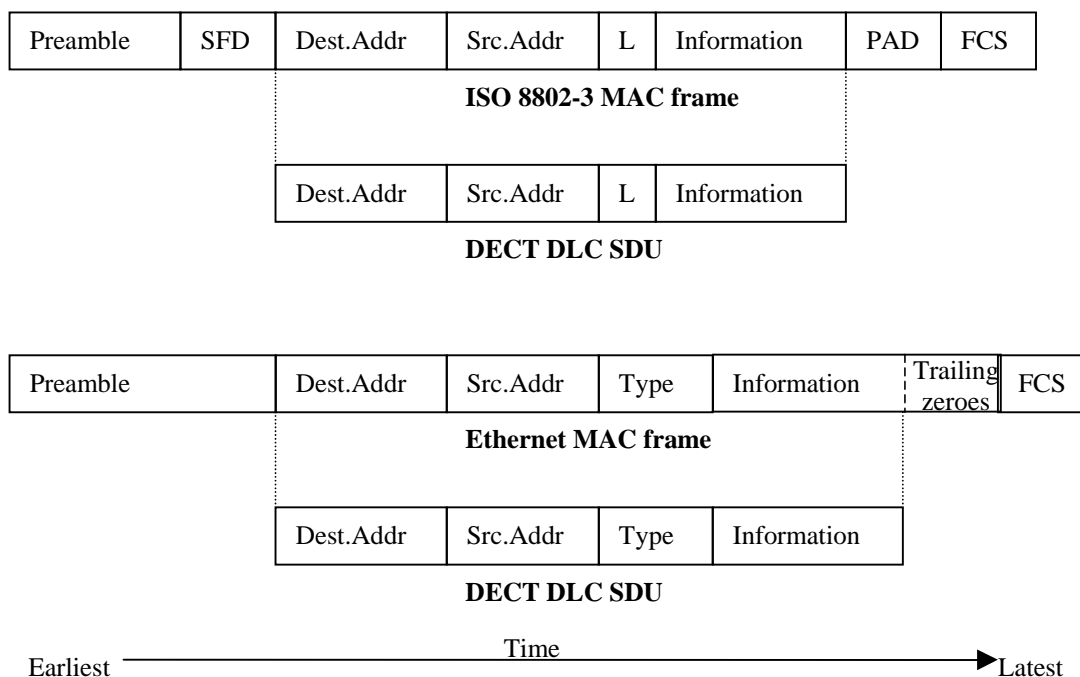 Preamble SFD Dest.Addr Src.Addr L Information PAD FCS
ISO 8802-3 MAC frame
Dest.Addr Src.Addr L Information
DECT DLC SDU
Preamble Dest.Addr Src.Addr Type Information Trailing zeroes FCS
Ethernet MAC frame
Dest.Addr Src.Addr Type Information
DECT DLC SDU
Time
Earliest Latest